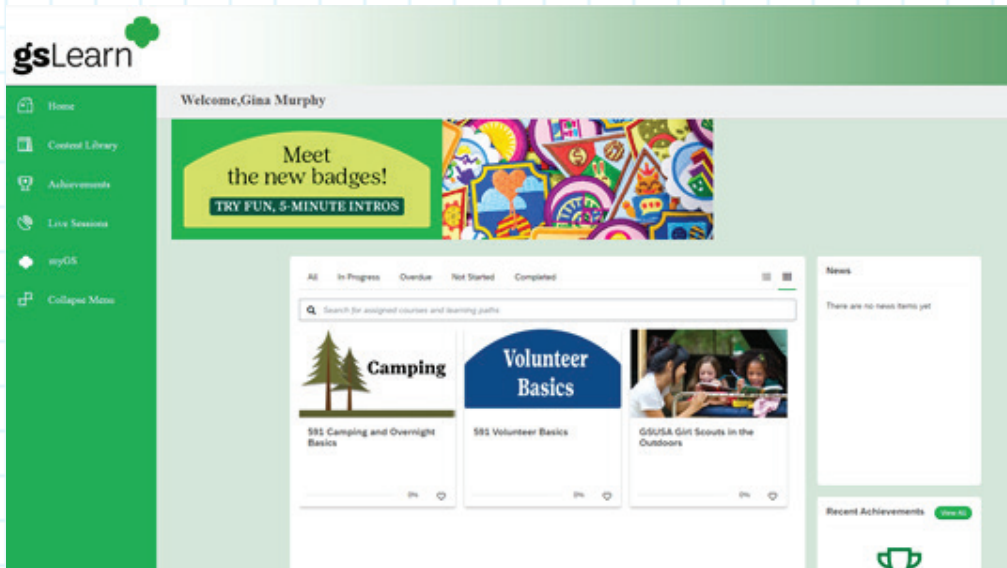 gsLearn
Home
Content Library
Achievements
Live Sessions
myGS
Collapse Menu
Welcome,Gina Murphy
Meet
the new badges!
TRY FUN, 5-MINUTE INTROS
All In Progress Overdue Not Started Completed
Search for assigned courses and learning paths
Camping
591 Camping and Overnight
Basics
0%
Volunteer
Basics
591 Volunteer Basics
0%
GSUSA Girl Scouts in the
Outdoors
0%
News
There are no news items yet
Recent Achievements View All